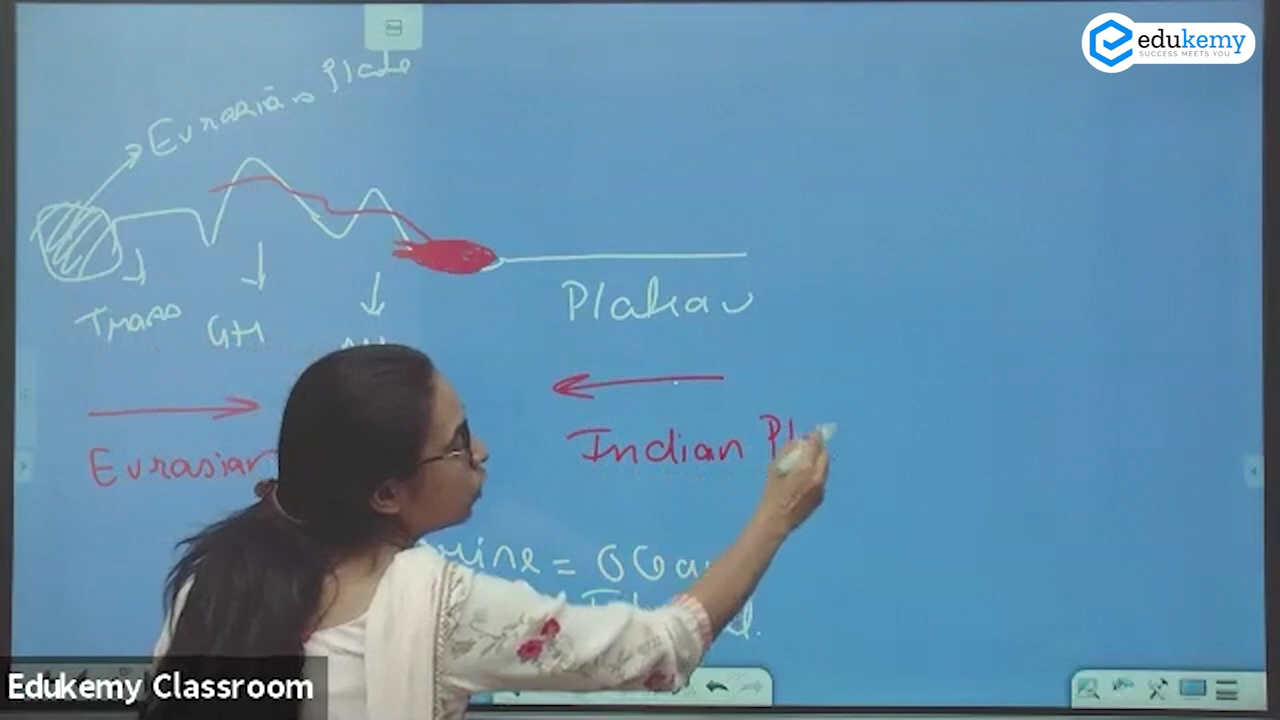 edukemy
SUCCESS MEETS YOU
Eurasian Plate
Trans
GH
Plateau
Eurasian
Indian Pl
=
Edukemy Classroom